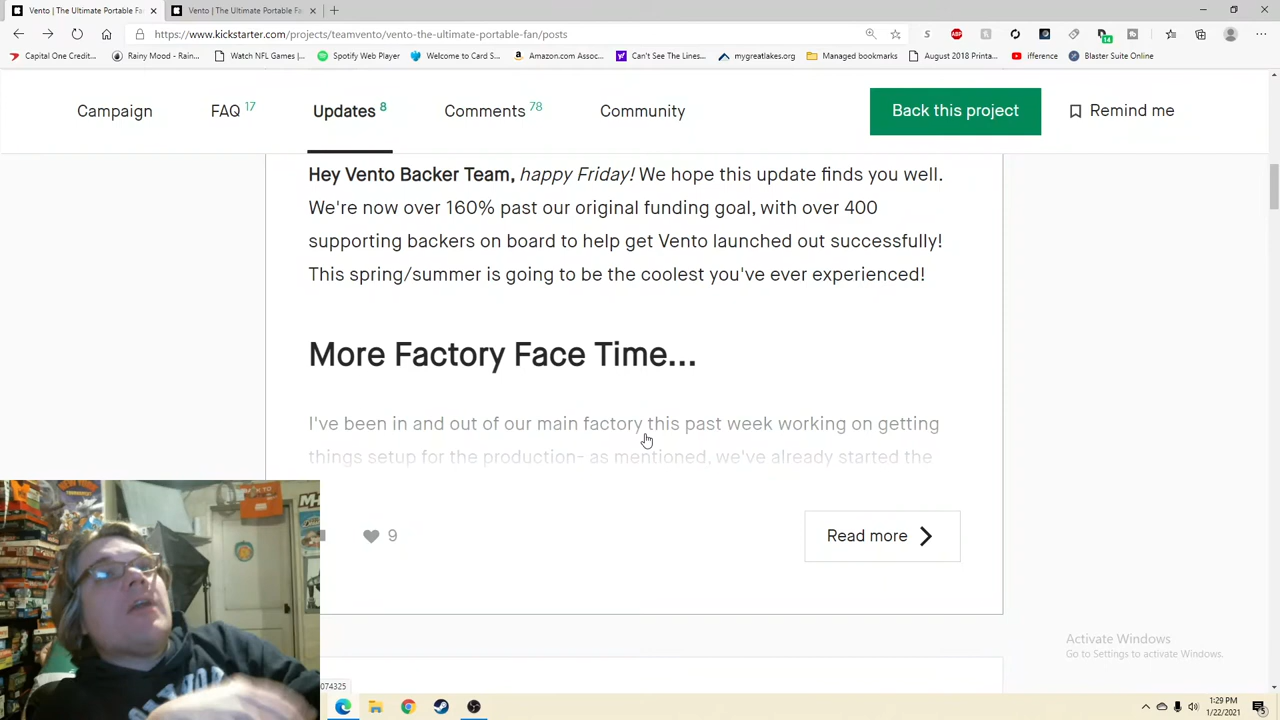 Vento | The Ultimate Portable Fa
Vento | The Ultimate Portable Fa
https://www.kickstarter.com/projects/teamvento/vento-the-ultimate-portable-fan/posts
Capital One Credit...
Rainy Mood - Rain...
Watch NFL Games |...
Spotify Web Player
Welcome to Card S...
Amazon.com Assoc...
Can't See The Lines...
mygreatlakes.org
Managed bookmarks
August 2018 Printa...
ifference
Blaster Suite Online
Campaign
FAQ 17
Updates 8
Comments 78
Community
Back this project
Remind me
Hey Vento Backer Team, happy Friday! We hope this update finds you well.
We're now over 160% past our original funding goal, with over 400
supporting backers on board to help get Vento launched out successfully!
This spring/summer is going to be the coolest you've ever experienced!
More Factory Face Time...
I've been in and out of our main factory this past week working on getting
things setup for the production- as mentioned, we've already started the
9
Read more
Activate Windows
Go to Settings to activate Windows.
074325
1:29 PM
1/22/2021